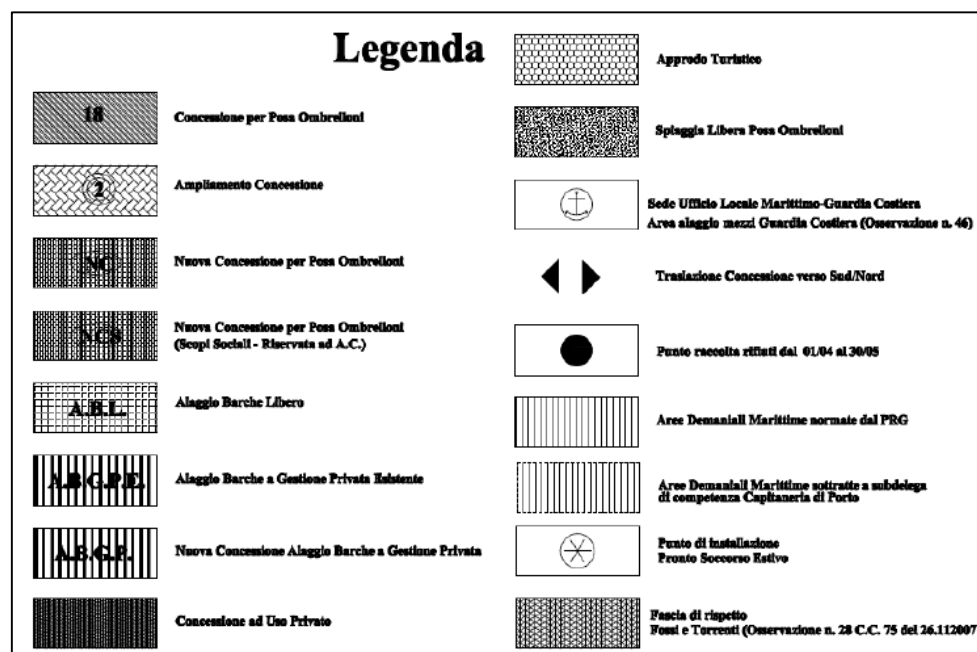 Legenda
18
Concessione per Posa Ombrelloni
2
Ampliamento Concessione
NC
Nuova Concessione per Posa Ombrelloni
NCS
Nuova Concessione per Posa Ombrelloni
(Scopi Sociali - Riservata ad A.C.)
A.B.L.
Alaggio Barche Libero
A.B.G.P.E.
Alaggio Barche a Gestione Privata Esistente
A.B.G.P.
Nuova Concessione Alaggio Barche a Gestione Privata
Concessione ad Uso Privato
Approdo Turistico
Spiaggia Libera Posa Ombrelloni
Sede Ufficio Locale Marittimo-Guardia Costiera
Area alaggio mezzi Guardia Costiera (Osservazione n. 46)
Traslazione Concessione verso Sud/Nord
Punto raccolta rifiuti dal 01/04 al 30/05
Aree Demaniali Marittime normate dal PRG
Aree Demaniali Marittime sottratte a subdelega
di competenza Capitaneria di Porto
Punto di installazione
Pronto Soccorso Estivo
Fascia di rispetto
Fossi e Torrenti (Osservazione n. 28 C.C. 75 del 26.112007